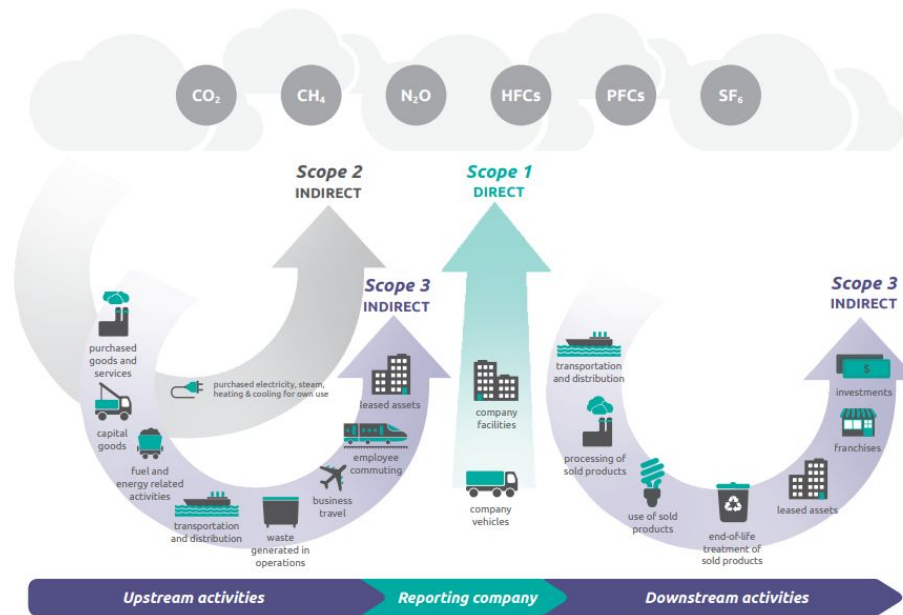 CO₂
CH₄
N₂O
HFCs
PFCs
SF₆
Scope 2
INDIRECT
Scope 1
DIRECT
Scope 3
INDIRECT
Scope 3
INDIRECT
purchased
goods and
services
capital
goods
fuel and
energy related
activities
transportation
and distribution
waste
generated in
operations
business
travel
employee
commuting
leased assets
purchased electricity, steam,
heating & cooling for own use
company
facilities
company
vehicles
transportation
and distribution
processing of
sold products
use of sold
products
end-of-life
treatment of
sold products
leased assets
franchises
$
investments
Upstream activities
Reporting company
Downstream activities